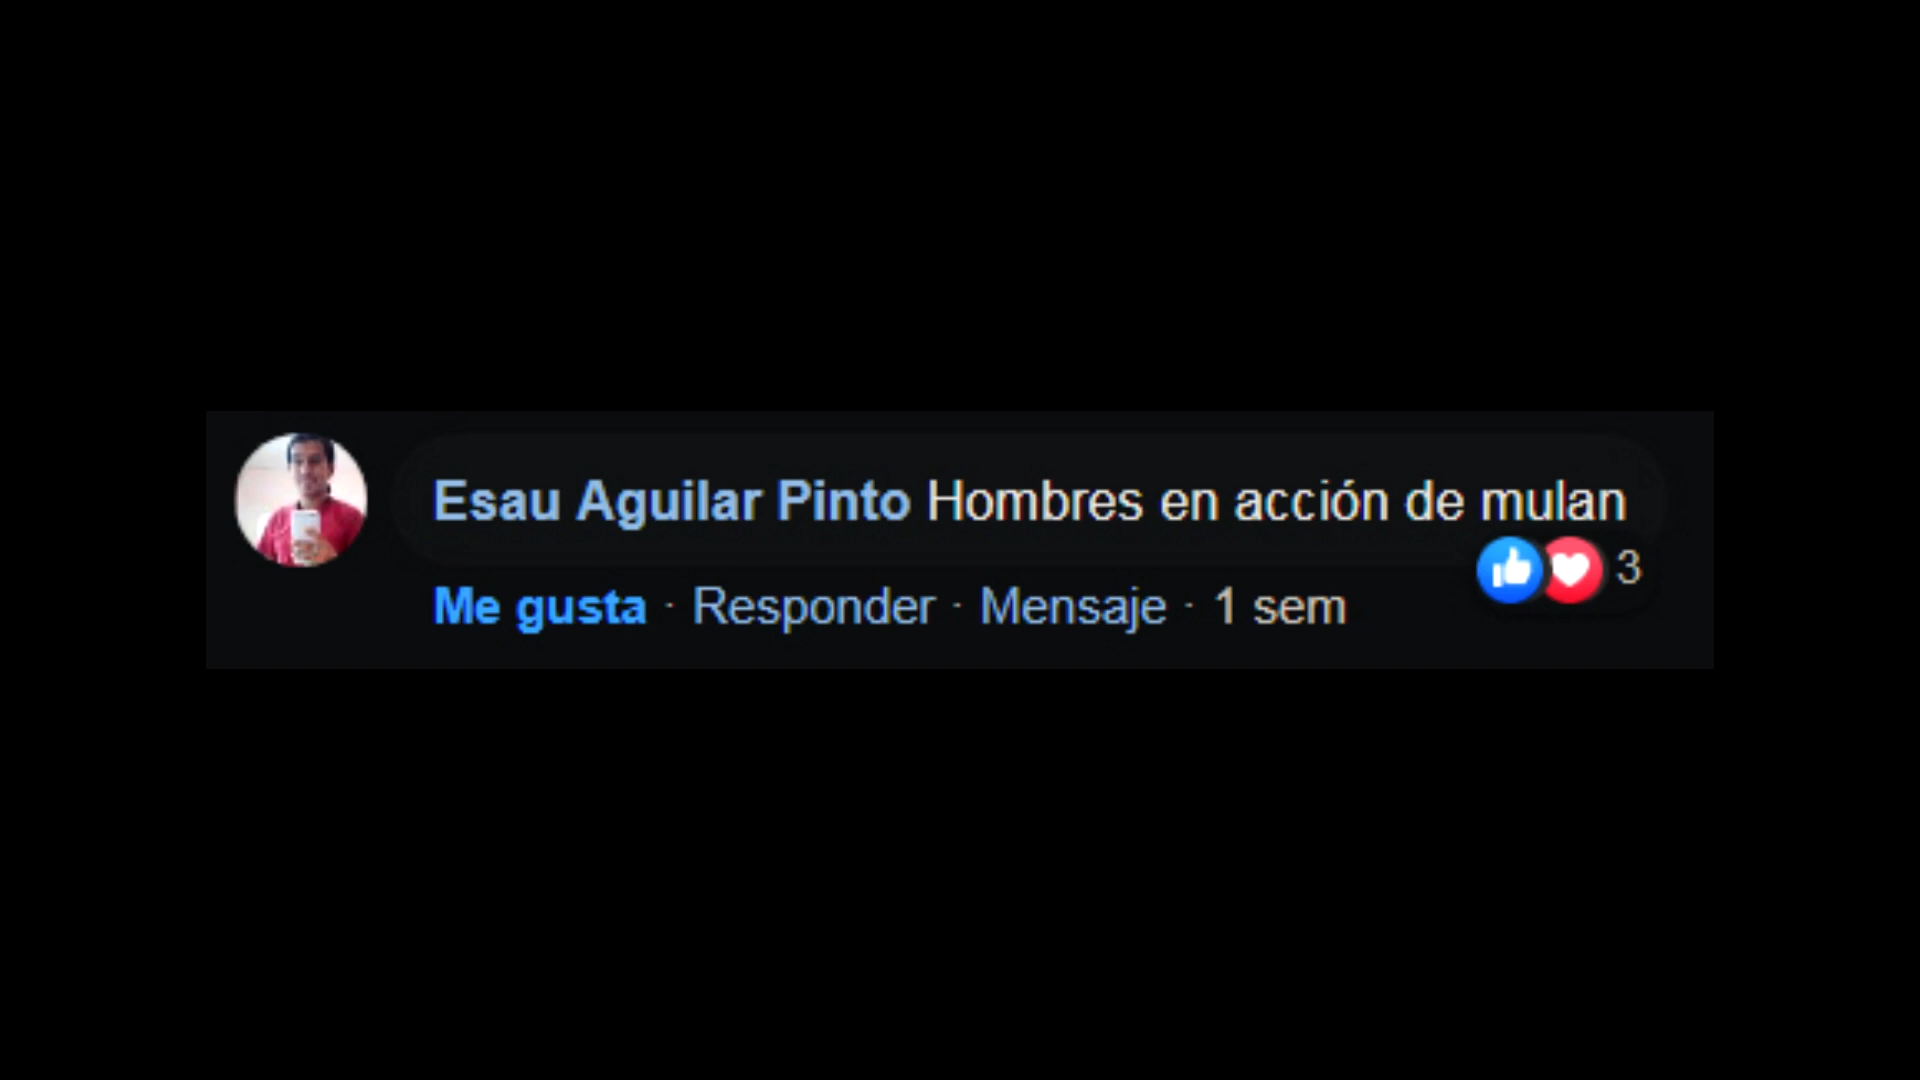 Esau Aguilar Pinto Hombres en acción de mulan
3
Me gusta · Responder · Mensaje · 1 sem